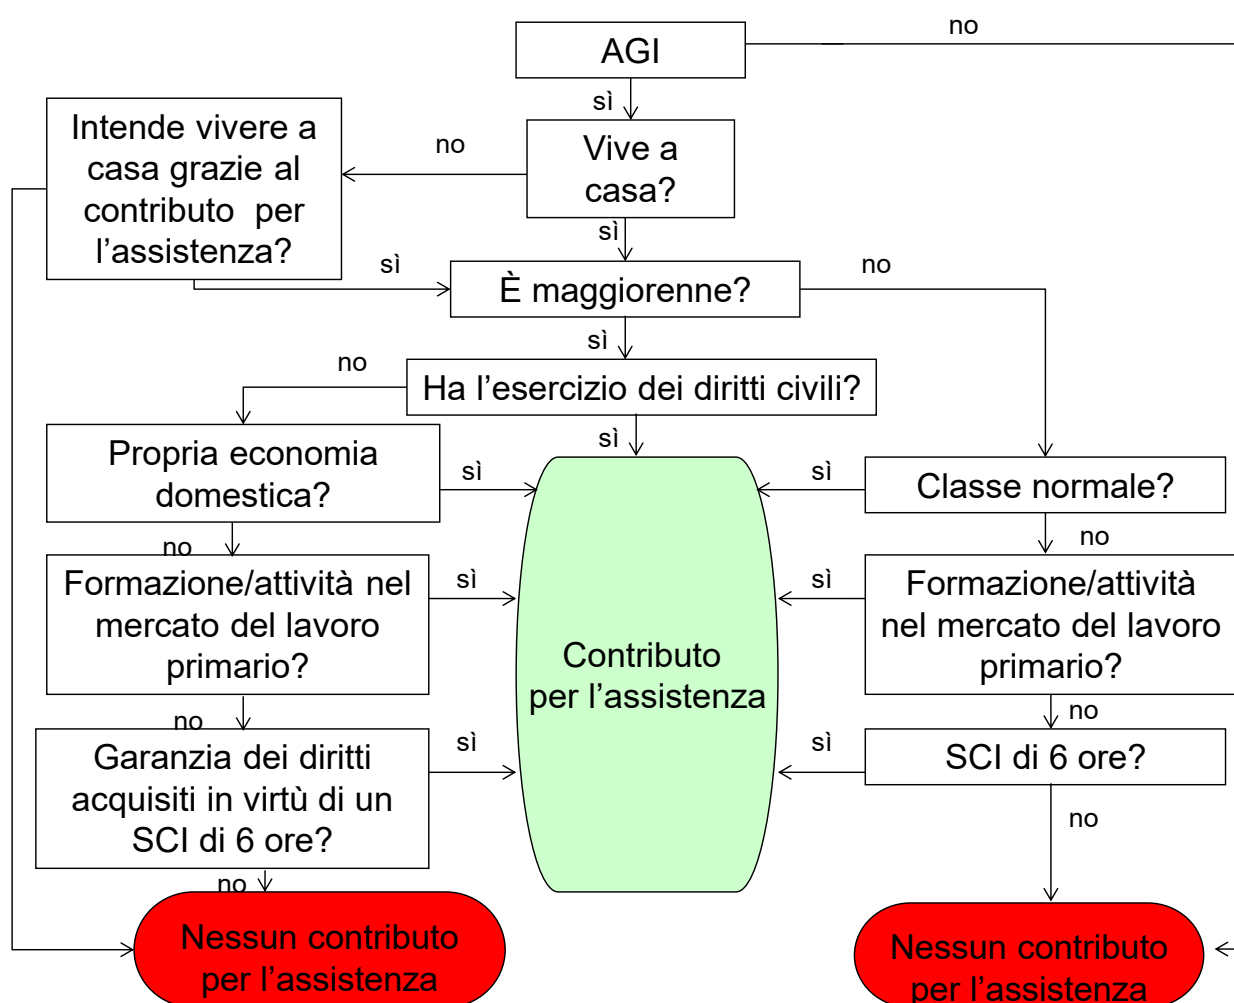 AGI
no
sì
Intende vivere a
casa grazie al
contributo per
l'assistenza?
no
Vive a
casa?
sì
sì
È maggiorenne?
no
sì
no
Ha l'esercizio dei diritti civili?
sì
Propria economia
domestica?
sì
sì
Classe normale?
no
no
Formazione/attività nel
mercato del lavoro
primario?
sì
Contributo
per l'assistenza
sì
Formazione/attività
nel mercato del lavoro
primario?
no
no
Garanzia dei diritti
acquisiti in virtù di un
SCI di 6 ore?
sì
sì
SCI di 6 ore?
no
no
Nessun contributo
per l'assistenza
Nessun contributo
per l'assistenza